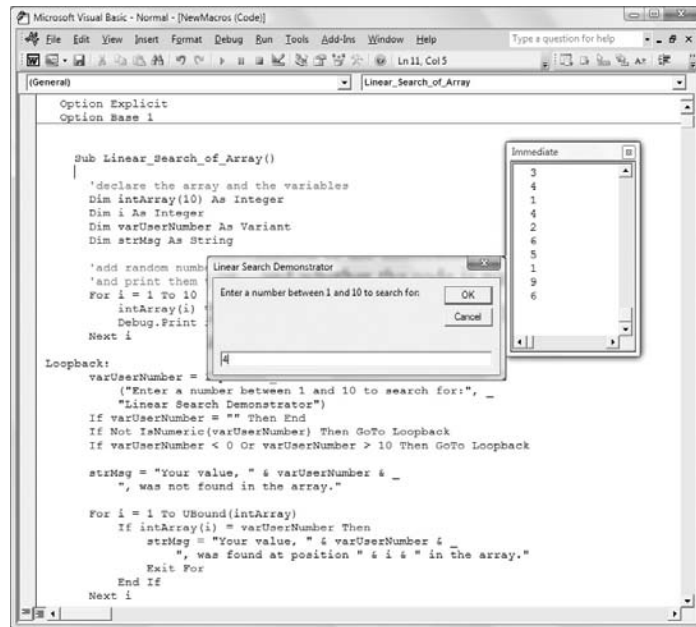 Microsoft Visual Basic - Normal - [NewMacros (Code)]
File Edit View Insert Format Debug Run Tools Add-Ins Window Help
Type a question for help
Ln 11, Col 5
(General)
Linear_Search_of_Array
Option Explicit
Option Base 1
Sub Linear_Search_of_Array()
'declare the array and the variables
Dim intArray(10) As Integer
Dim i As Integer
Dim varUserNumber As Variant
Dim strMsg As String
'add random numbe
'and print them
For i = 1 To 10
intArray(i)
Debug.Print
Next i
Immediate
3
4
1
4
2
6
5
1
9
6
Linear Search Demonstrator
Enter a number between 1 and 10 to search for:
OK
Cancel
4
Loopback:
varUserNumber =
("Enter a number between 1 and 10 to search for:", _
"Linear Search Demonstrator")
If varUserNumber = "" Then End
If Not IsNumeric(varUserNumber) Then GoTo Loopback
If varUserNumber < 0 Or varUserNumber > 10 Then GoTo Loopback
strMsg = "Your value, " & varUserNumber & _
", was not found in the array."
For i = 1 To UBound(intArray)
If intArray(i) = varUserNumber Then
strMsg = "Your value, " & varUserNumber & _
", was found at position " & i & " in the array."
Exit For
End If
Next i